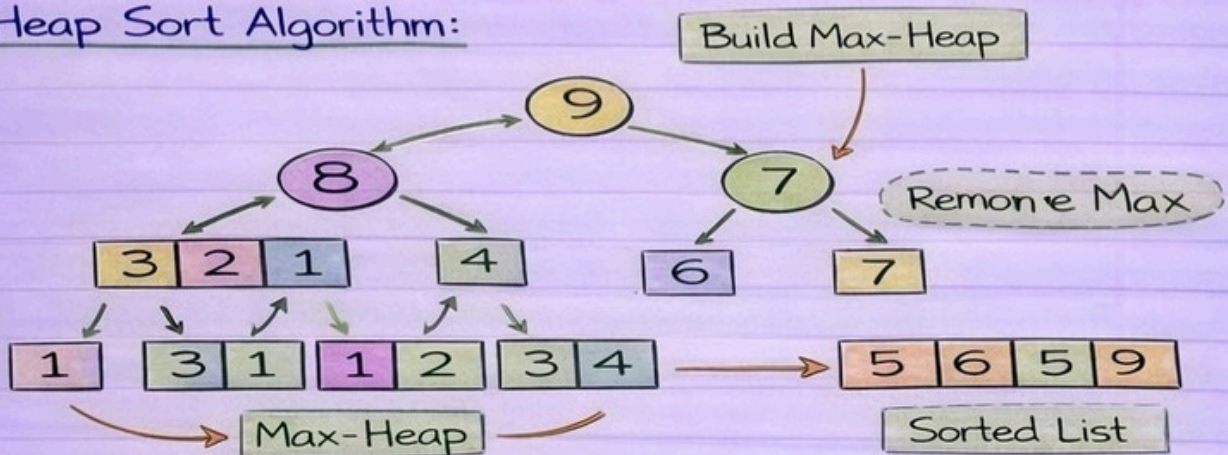 Heap Sort Algorithm:
Build Max-Heap
9
8
7
Remone Max
3 2 1
4
6
7
1
3 1
1 2
3 4
5 6 5 9
Max-Heap
Sorted List